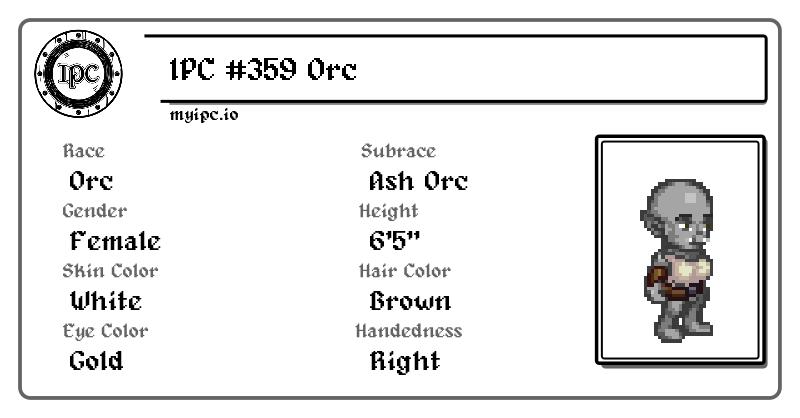 IPC
IPC #359 Orc
myipc.io
Race
Orc
Subrace
Ash Orc
Gender
Female
Height
6'5"
Skin Color
White
Hair Color
Brown
Eye Color
Gold
Handedness
Right